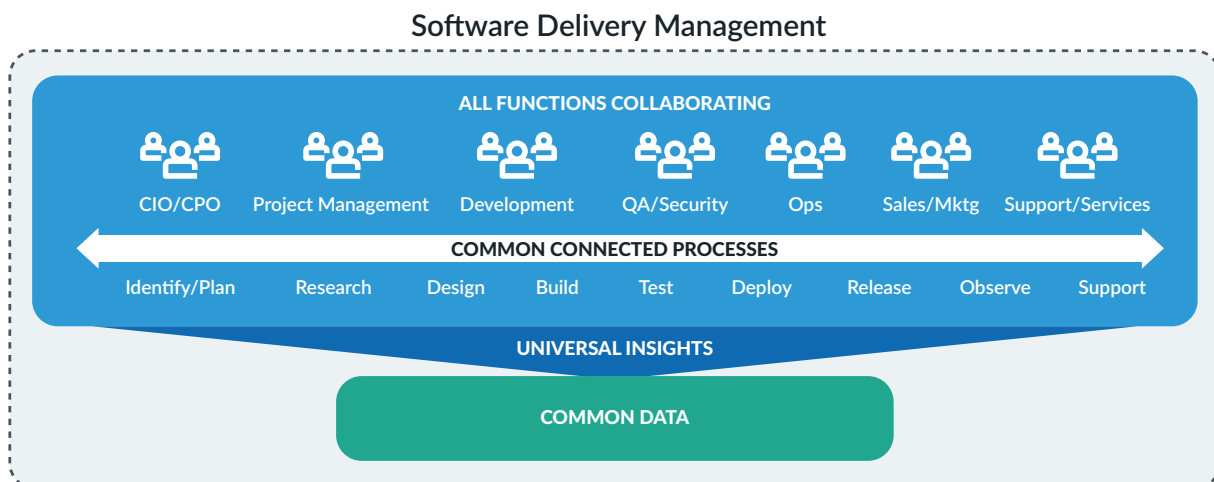 Software Delivery Management
ALL FUNCTIONS COLLABORATING
CIO/CPO Project Management Development QA/Security Ops Sales/Mktg Support/Services
COMMON CONNECTED PROCESSES
Identify/Plan Research Design Build Test Deploy Release Observe Support
UNIVERSAL INSIGHTS
COMMON DATA